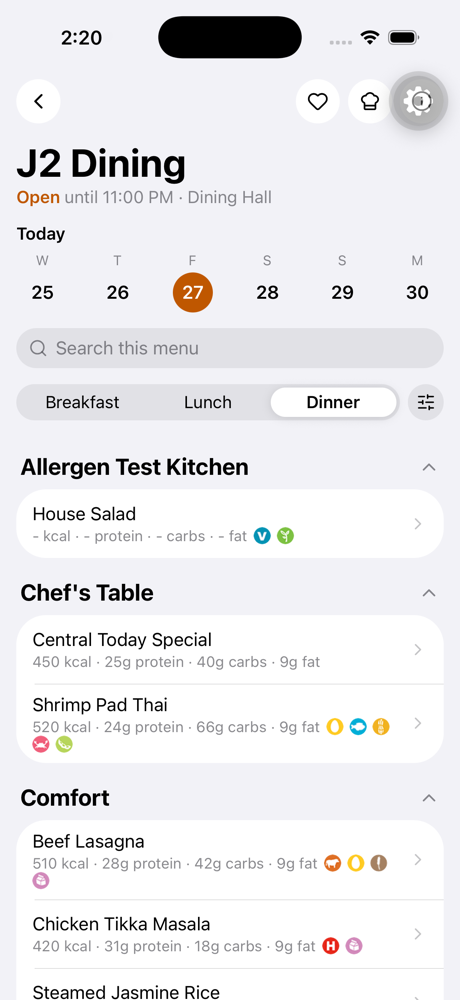 2:20
J2 Dining
Open until 11:00 PM · Dining Hall
Today
W T F S S M
25 26 27 28 29 30
Search this menu
Breakfast Lunch Dinner
Allergen Test Kitchen
House Salad
- kcal · - protein · - carbs · - fat V
Chef's Table
Central Today Special
450 kcal · 25g protein · 40g carbs · 9g fat
Shrimp Pad Thai
520 kcal · 24g protein · 66g carbs · 9g fat
Comfort
Beef Lasagna
510 kcal · 28g protein · 42g carbs · 9g fat
Chicken Tikka Masala
420 kcal · 31g protein · 18g carbs · 9g fat H
Steamed Jasmine Rice